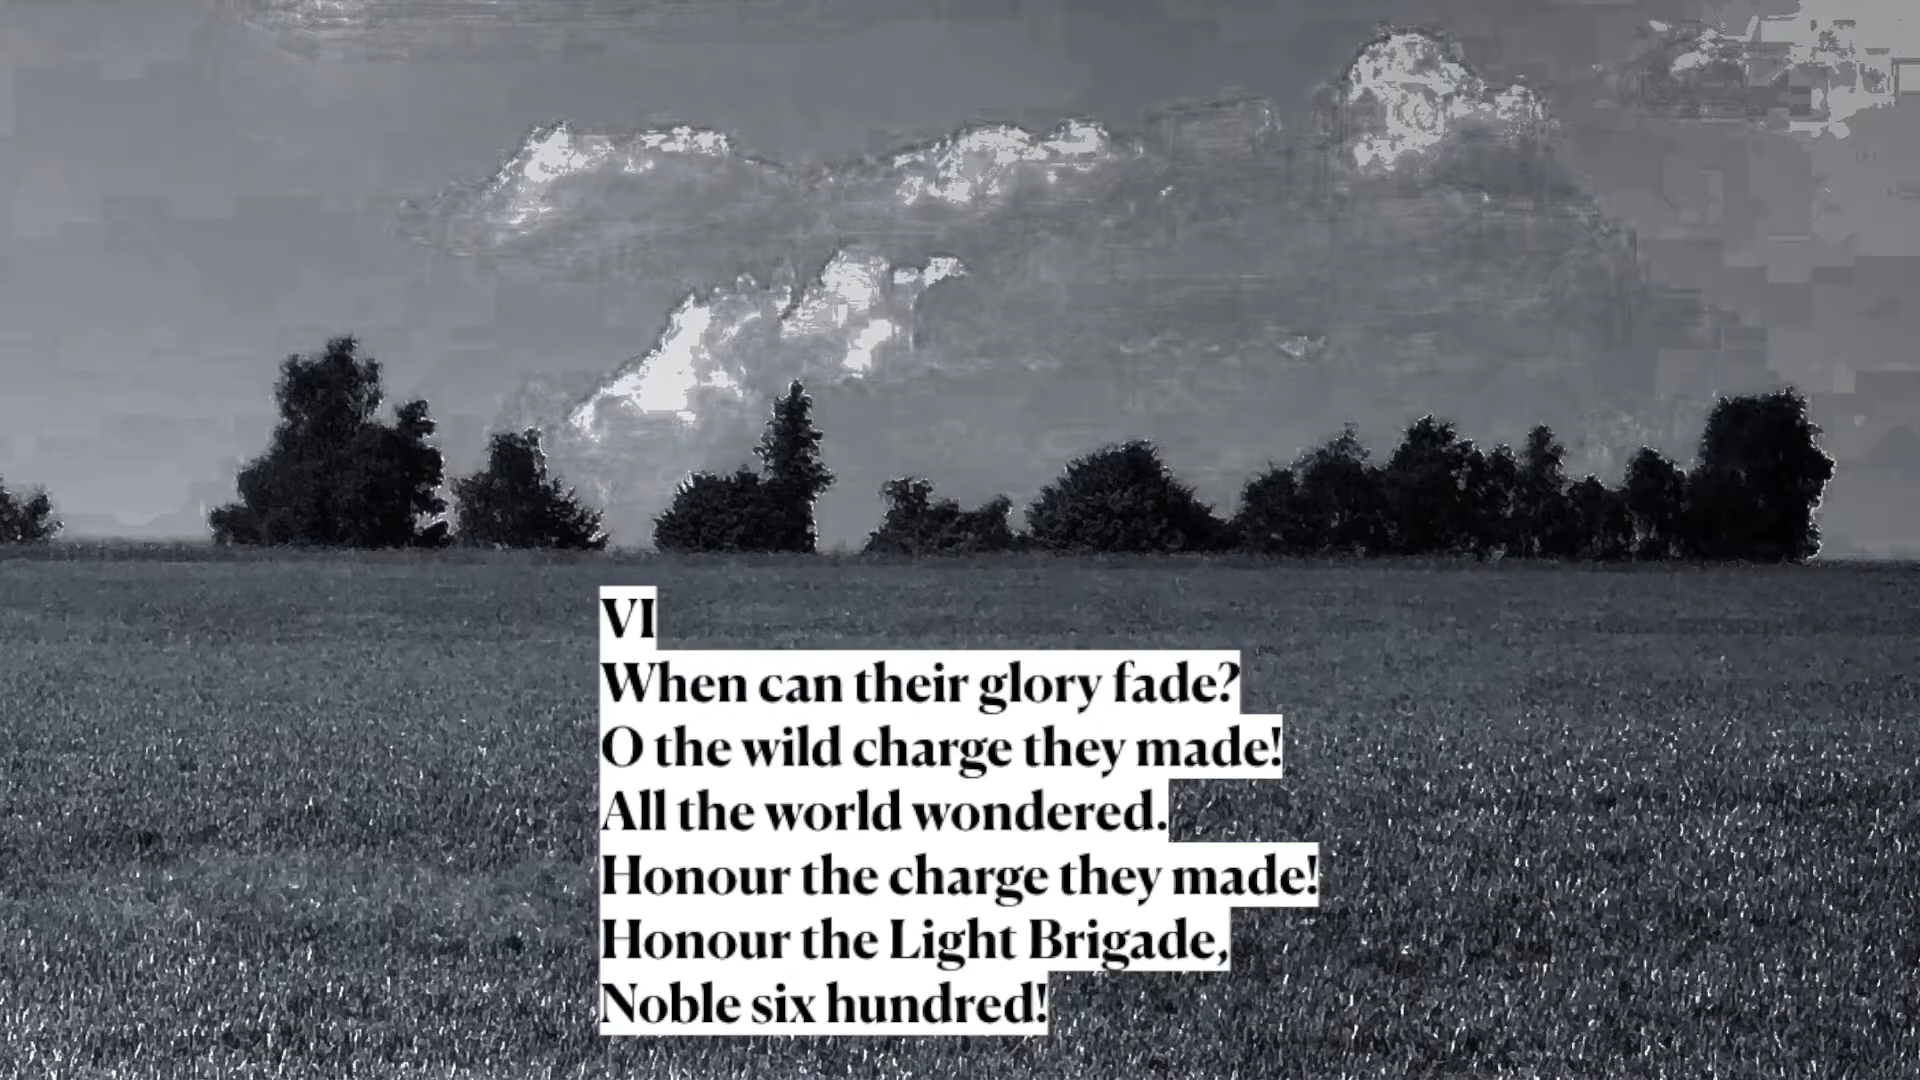 VI
When can their glory fade?
O the wild charge they made!
All the world wondered.
Honour the charge they made!
Honour the Light Brigade,
Noble six hundred!